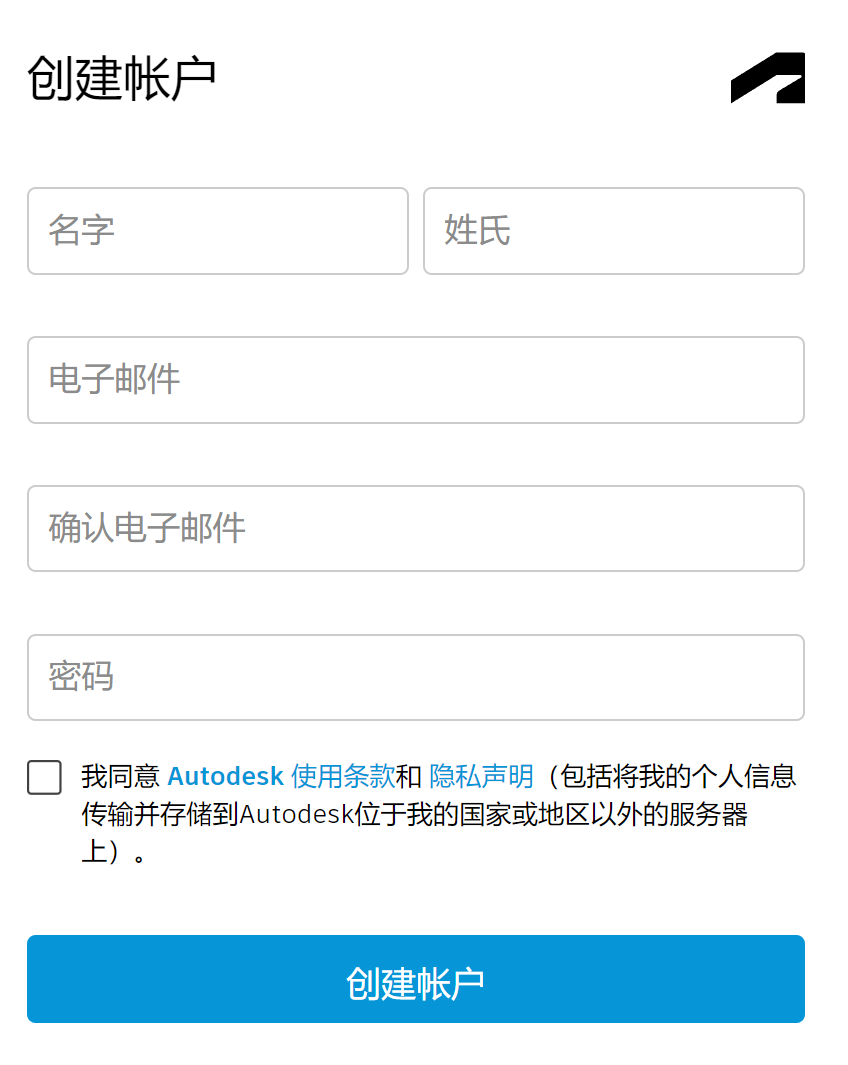 创建帐户
名字
姓氏
电子邮件
确认电子邮件
密码
我同意 Autodesk 使用条款和 隐私声明（包括将我的个人信息
传输并存储到Autodesk位于我的国家或地区以外的服务器
上）。
创建帐户